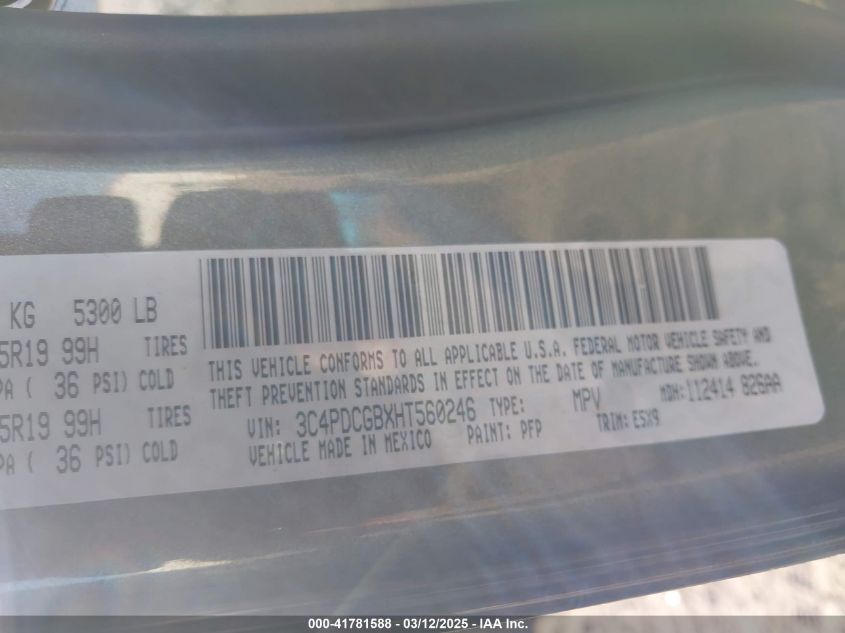 KG 5300 LB
5R19 99H TIRES
PA ( 36 PSI) COLD
5R19 99H TIRES
PA ( 36 PSI) COLD
THIS VEHICLE CONFORMS TO ALL APPLICABLE U.S.A. FEDERAL MOTOR VEHICLE SAFETY AND
THEFT PREVENTION STANDARDS IN EFFECT ON THE DATE OF MANUFACTURE SHOWN ABOVE.
VIN: 3C4PDCGBXHT560246 TYPE: MPV MDH:112414 826AA
VEHICLE MADE IN MEXICO PAINT: PFP TRIM: E5X9
000-41781588 - 03/12/2025 - IAA Inc.